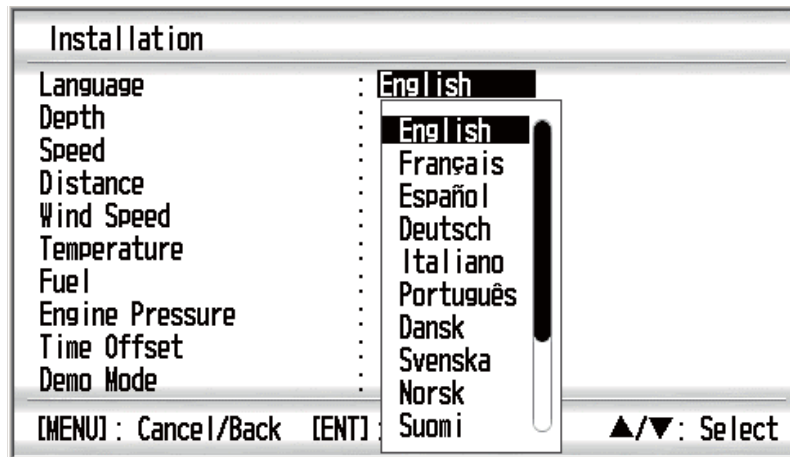 Installation
Language : English
Depth :
Speed :
Distance :
Wind Speed :
Temperature :
Fuel :
Engine Pressure :
Time Offset :
Demo Mode :
English
Français
Español
Deutsch
Italiano
Português
Dansk
Svenska
Norsk
Suomi
[MENU] : Cancel/Back [ENT] : ▲/▼: Select